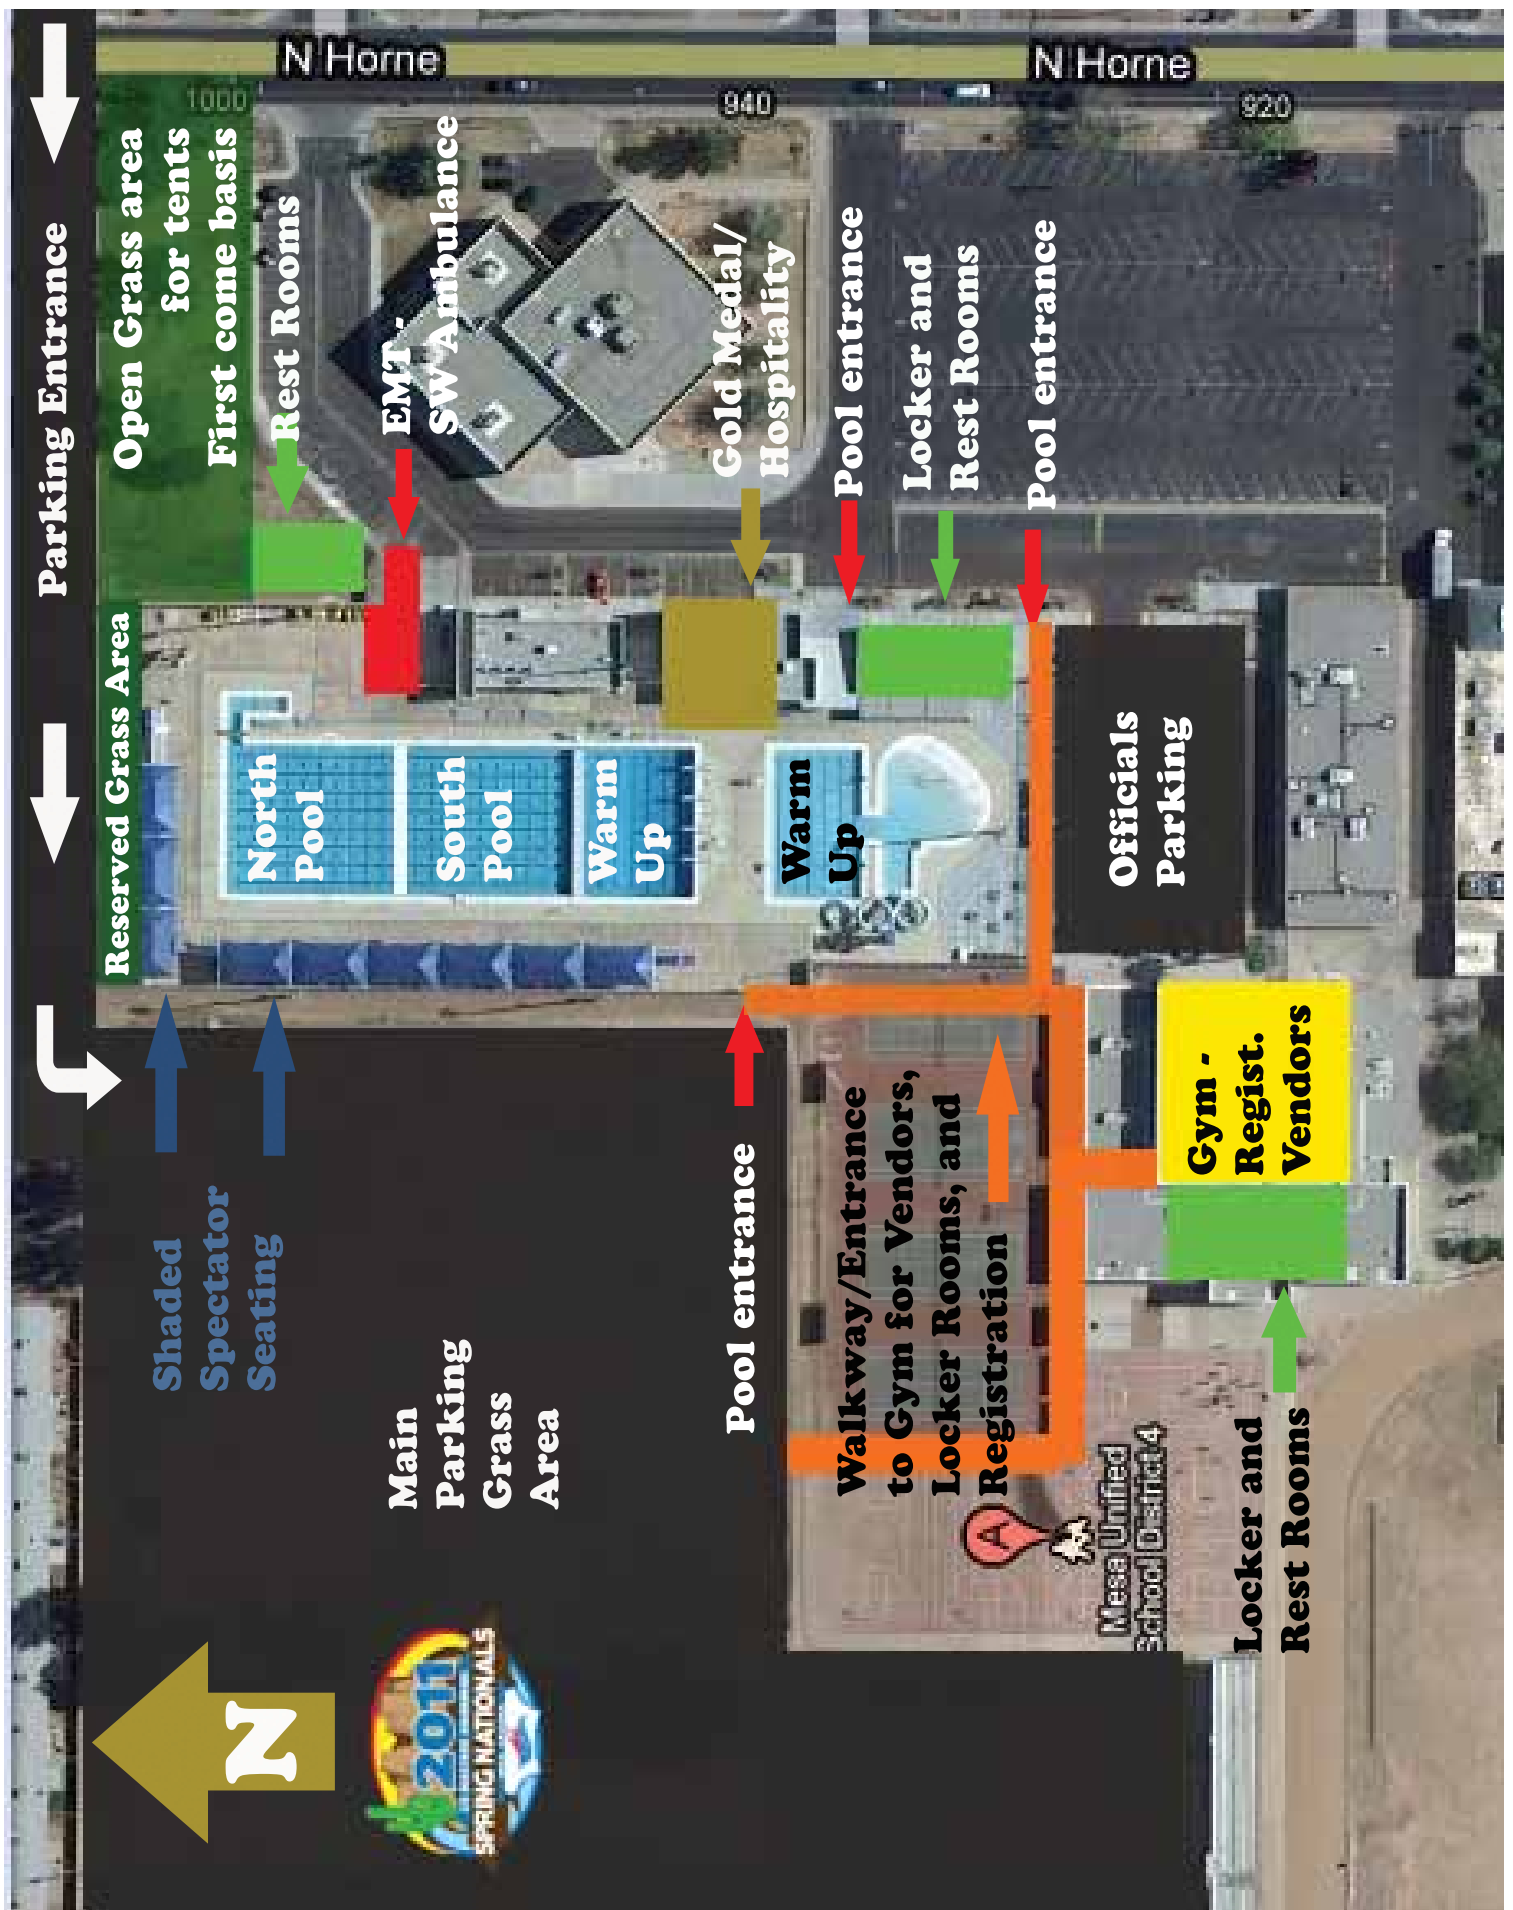 N Horne
N Horne
1000
940
920
Parking Entrance
Open Grass area
for tents
First come basis
Rest Rooms
EMT -
SW Ambulance
Gold Medal/
Hospitality
Pool entrance
Locker and
Rest Rooms
Pool entrance
Reserved Grass Area
North
Pool
South
Pool
Warm
Up
Warm
Up
Officials
Parking
Gym -
Regist.
Vendors
Shaded
Spectator
Seating
Main
Parking
Grass
Area
Pool entrance
Walkway/Entrance
to Gym for Vendors,
Locker Rooms, and
Registration
A
Mesa Unified
School District 4
Locker and
Rest Rooms
N
2011
SPRING NATIONALS